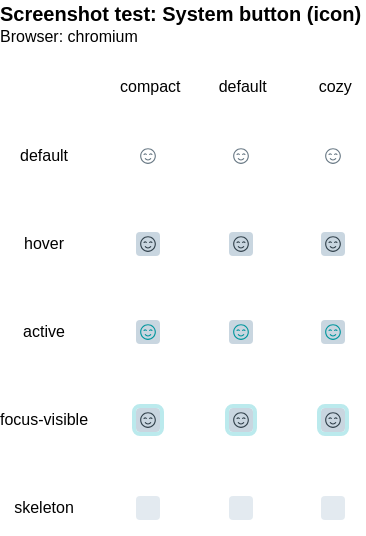 Screenshot test: System button (icon)
Browser: chromium
compact default cozy
default
hover
active
focus-visible
skeleton